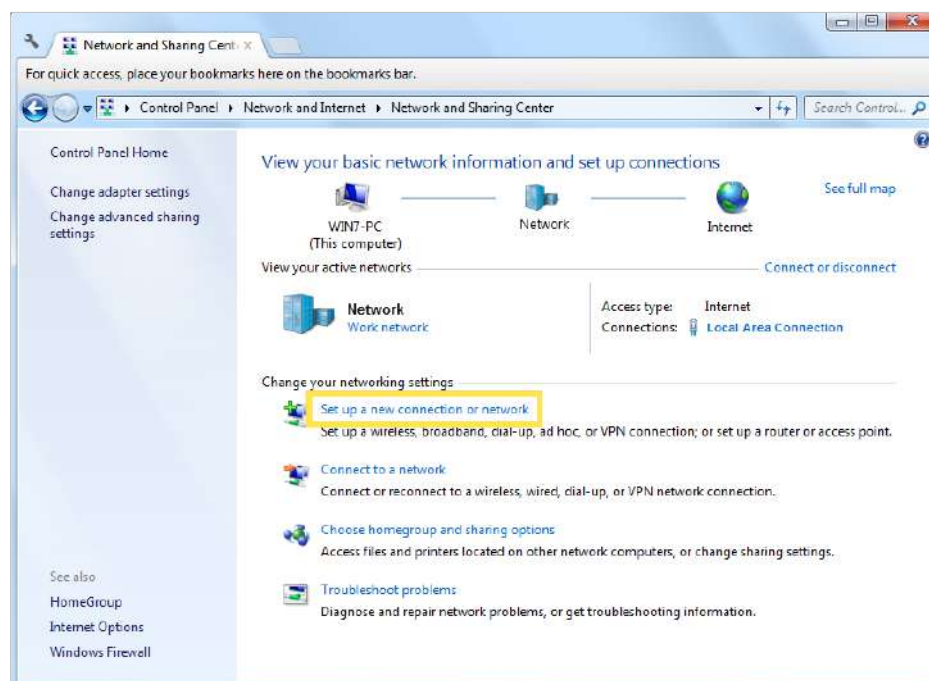 Network and Sharing Cent
For quick access, place your bookmarks here on the bookmarks bar.
Control Panel Network and Internet Network and Sharing Center
Search Control...
Control Panel Home
Change adapter settings
Change advanced sharing
settings
View your basic network information and set up connections
See full map
WIN7-PC
(This computer)
Network
Internet
View your active networks
Connect or disconnect
Network
Work network
Access type: Internet
Connections: Local Area Connection
Change your networking settings
Set up a new connection or network
Set up a wireless, broadband, dial-up, ad hoc, or VPN connection; or set up a router or access point.
Connect to a network
Connect or reconnect to a wireless, wired, dial-up, or VPN network connection.
Choose homegroup and sharing options
Access files and printers located on other network computers, or change sharing settings.
Troubleshoot problems
Diagnose and repair network problems, or get troubleshooting information.
See also
HomeGroup
Internet Options
Windows Firewall